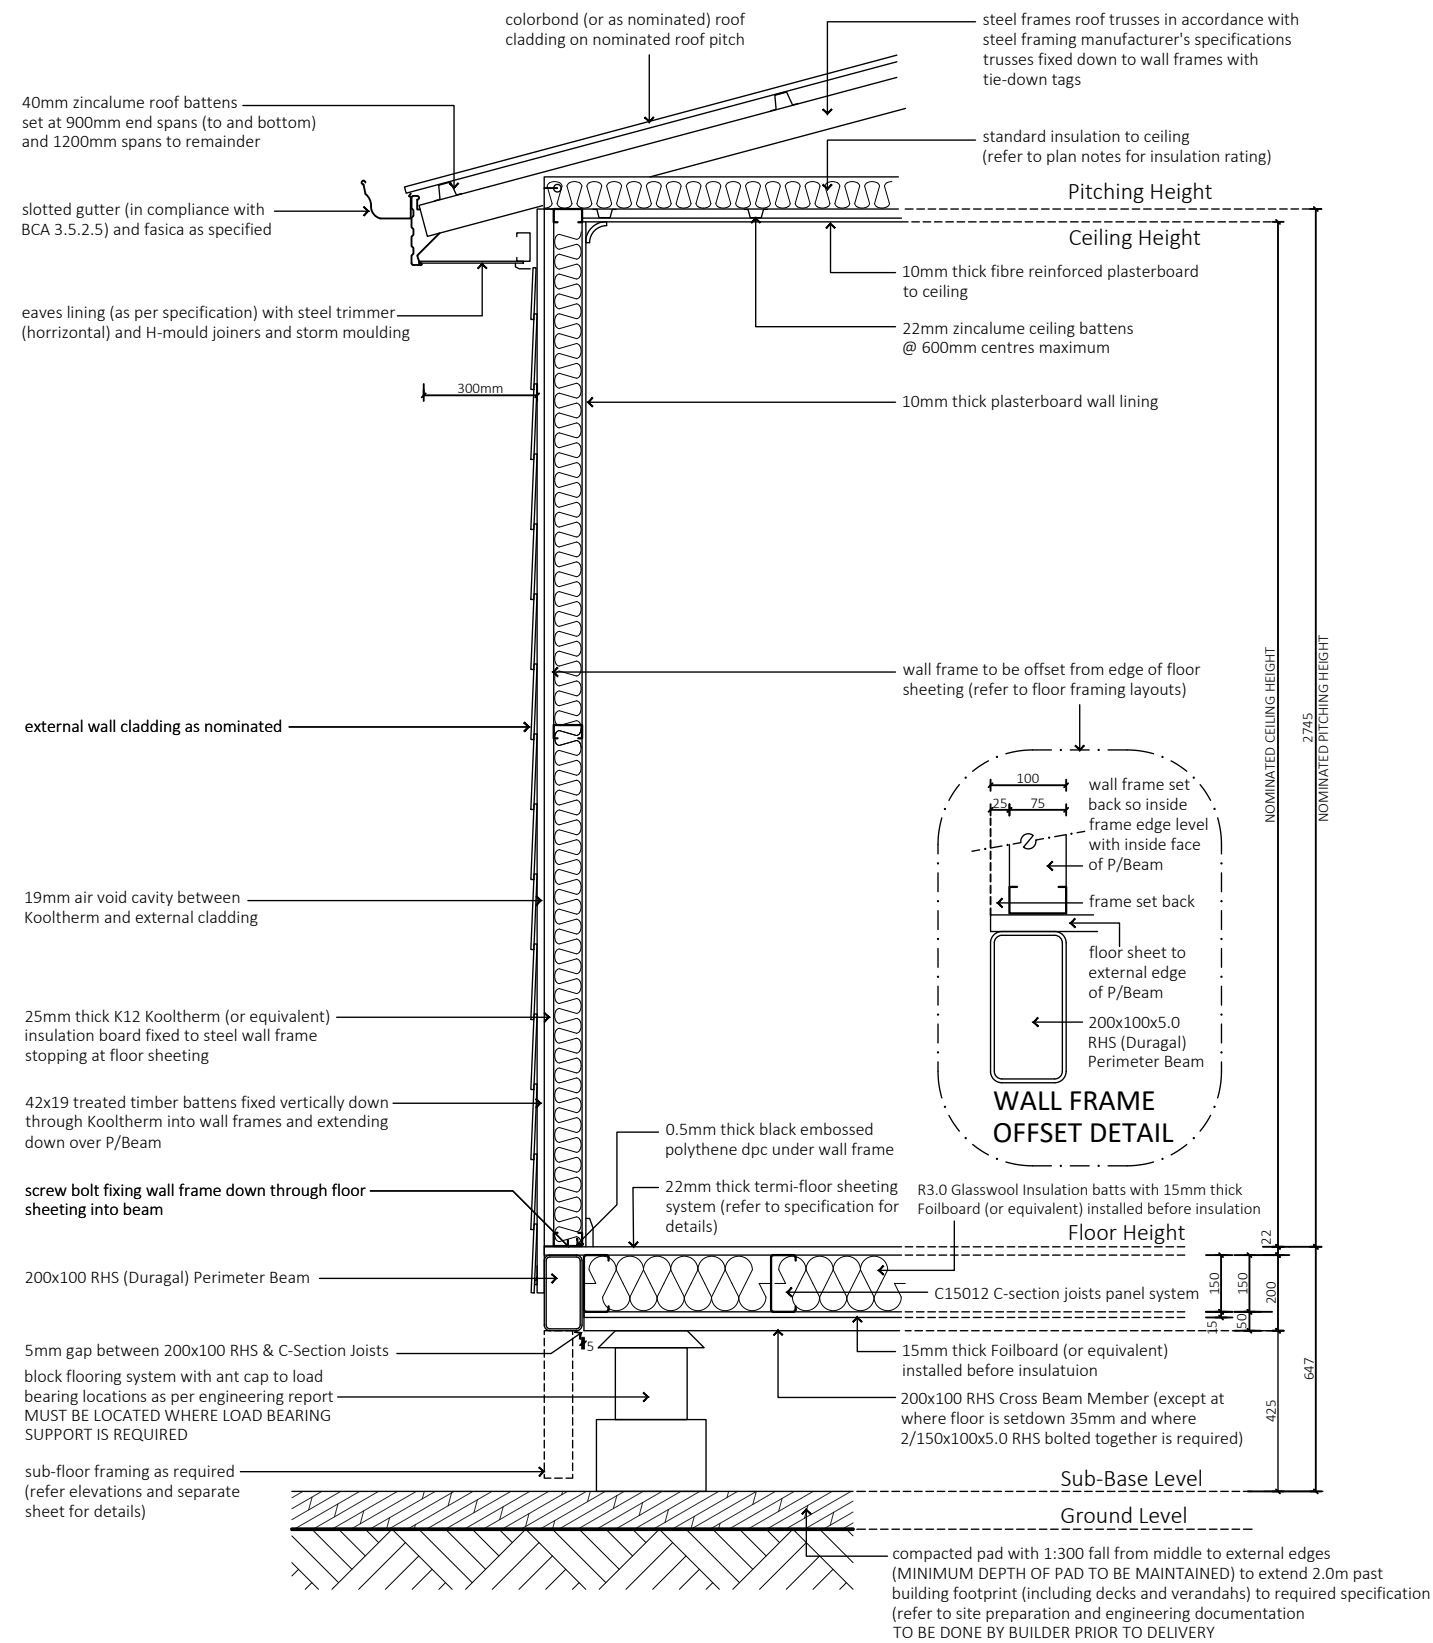 colorbond (or as nominated) roof
cladding on nominated roof pitch
steel frames roof trusses in accordance with
steel framing manufacturer's specifications
trusses fixed down to wall frames with
tie-down tags
40mm zincalume roof battens
set at 900mm end spans (to and bottom)
and 1200mm spans to remainder
standard insulation to ceiling
(refer to plan notes for insulation rating)
Pitching Height
slotted gutter (in compliance with
BCA 3.5.2.5) and fasica as specified
Ceiling Height
10mm thick fibre reinforced plasterboard
to ceiling
eaves lining (as per specification) with steel trimmer
(horrizontal) and H-mould joiners and storm moulding
22mm zincalume ceiling battens
@ 600mm centres maximum
300mm
10mm thick plasterboard wall lining
wall frame to be offset from edge of floor
sheeting (refer to floor framing layouts)
external wall cladding as nominated
NOMINATED CEILING HEIGHT
2745
NOMINATED PITCHING HEIGHT
100
25
75
wall frame set
back so inside
frame edge level
with inside face
of P/Beam
frame set back
floor sheet to
external edge
of P/Beam
200x100x5.0
RHS (Duragal)
Perimeter Beam
WALL FRAME
OFFSET DETAIL
19mm air void cavity between
Kooltherm and external cladding
25mm thick K12 Kooltherm (or equivalent)
insulation board fixed to steel wall frame
stopping at floor sheeting
42x19 treated timber battens fixed vertically down
through Kooltherm into wall frames and extending
down over P/Beam
0.5mm thick black embossed
polythene dpc under wall frame
screw bolt fixing wall frame down through floor
sheeting into beam
22mm thick termi-floor sheeting
system (refer to specification for
details)
R3.0 Glasswool Insulation batts with 15mm thick
Foilboard (or equivalent) installed before insulation
Floor Height
22
200x100 RHS (Duragal) Perimeter Beam
C15012 C-section joists panel system
150
150
200
15
50
5mm gap between 200x100 RHS & C-Section Joists
5
15mm thick Foilboard (or equivalent)
installed before insulatuion
block flooring system with ant cap to load
bearing locations as per engineering report
MUST BE LOCATED WHERE LOAD BEARING
SUPPORT IS REQUIRED
200x100 RHS Cross Beam Member (except at
where floor is setdown 35mm and where
2/150x100x5.0 RHS bolted together is required)
425
647
sub-floor framing as required
(refer elevations and separate
sheet for details)
Sub-Base Level
Ground Level
compacted pad with 1:300 fall from middle to external edges
(MINIMUM DEPTH OF PAD TO BE MAINTAINED) to extend 2.0m past
building footprint (including decks and verandahs) to required specification
(refer to site preparation and engineering documentation
TO BE DONE BY BUILDER PRIOR TO DELIVERY